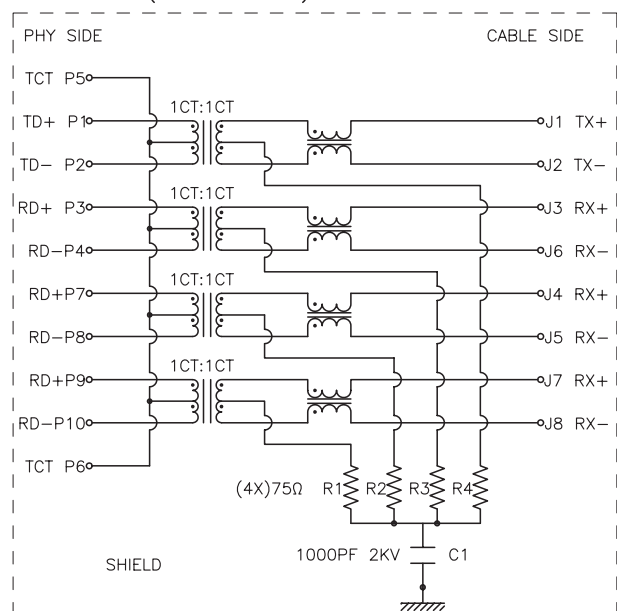 PHY SIDE CABLE SIDE
TCT P5
1CT:1CT
TD+ P1 J1 TX+
TD- P2 J2 TX-
1CT:1CT
RD+ P3 J3 RX+
RD-P4 J6 RX-
1CT:1CT
RD+P7 J4 RX+
RD-P8 J5 RX-
1CT:1CT
RD+P9 J7 RX+
RD-P10 J8 RX-
TCT P6
(4X)75Ω R1 R2 R3 R4
1000PF 2KV C1
SHIELD